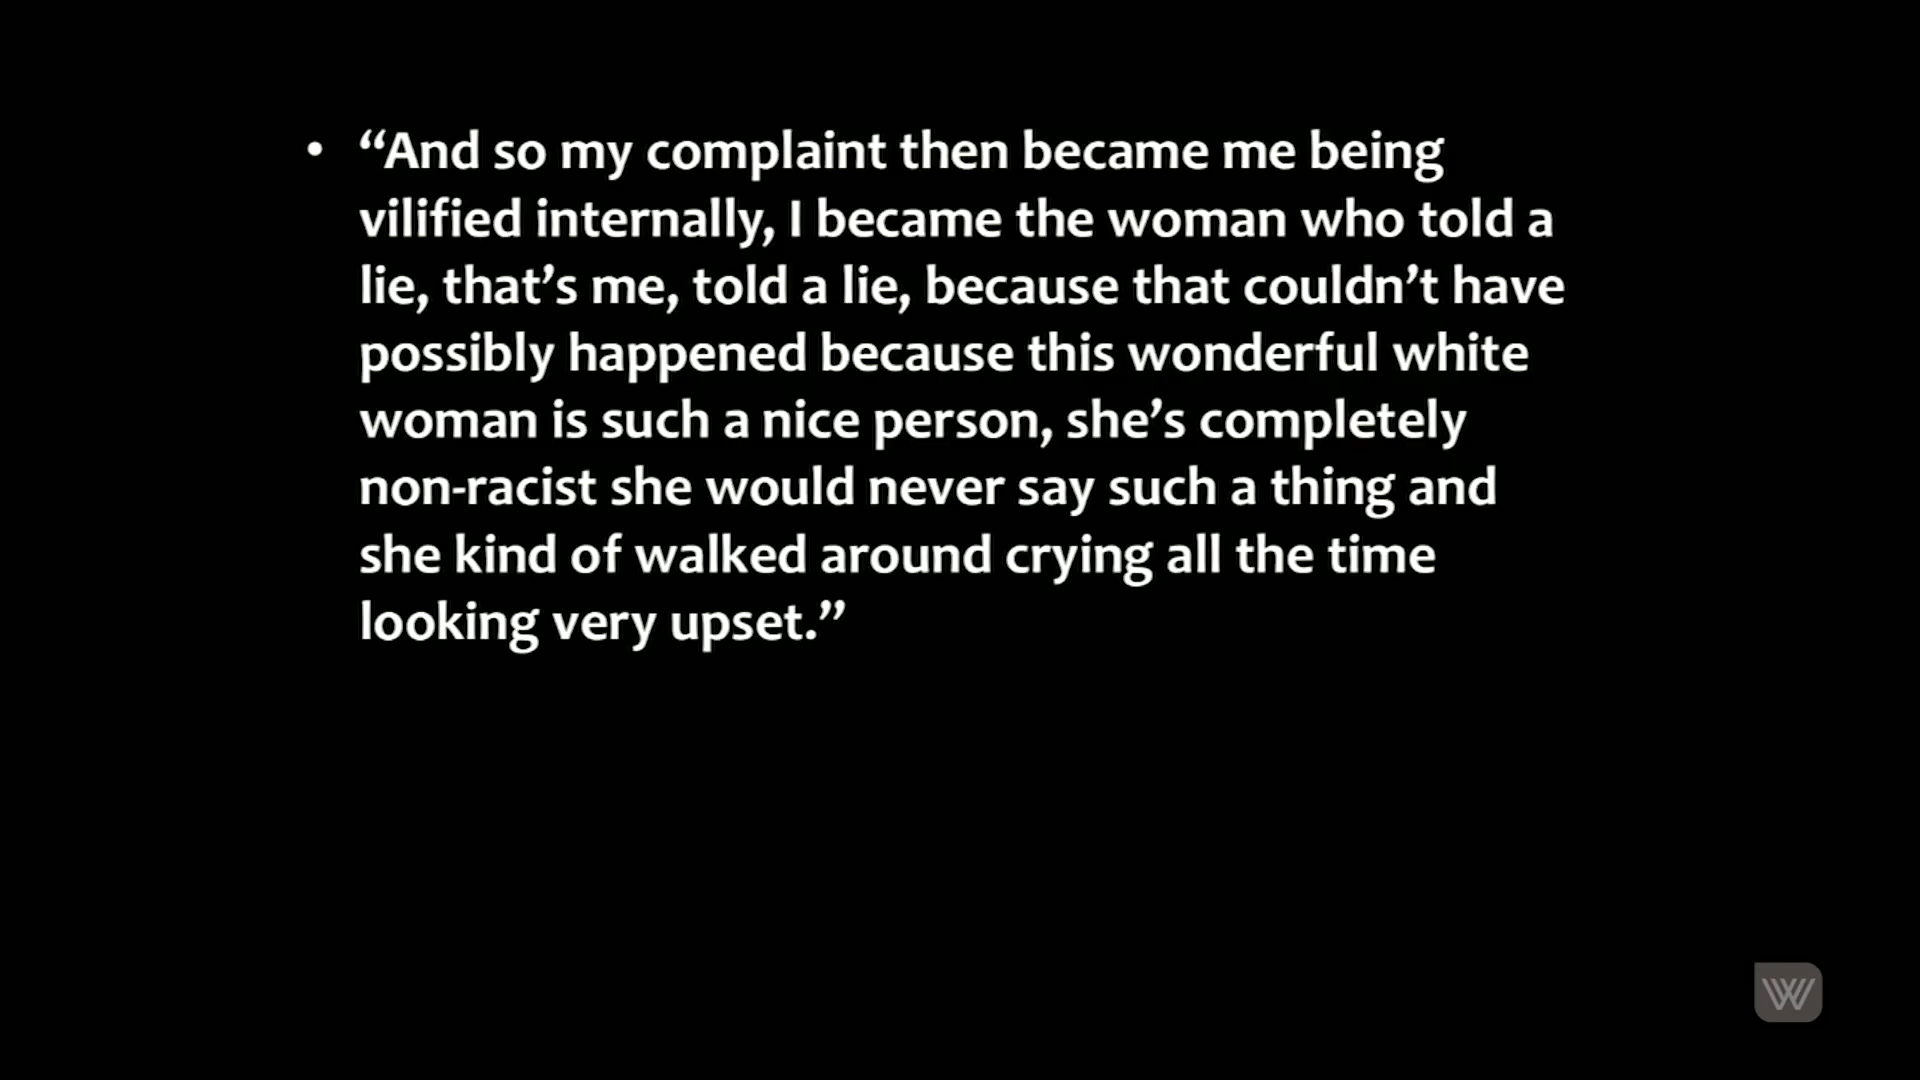 • “And so my complaint then became me being
vilified internally, I became the woman who told a
lie, that’s me, told a lie, because that couldn’t have
possibly happened because this wonderful white
woman is such a nice person, she’s completely
non-racist she would never say such a thing and
she kind of walked around crying all the time
looking very upset.”
W